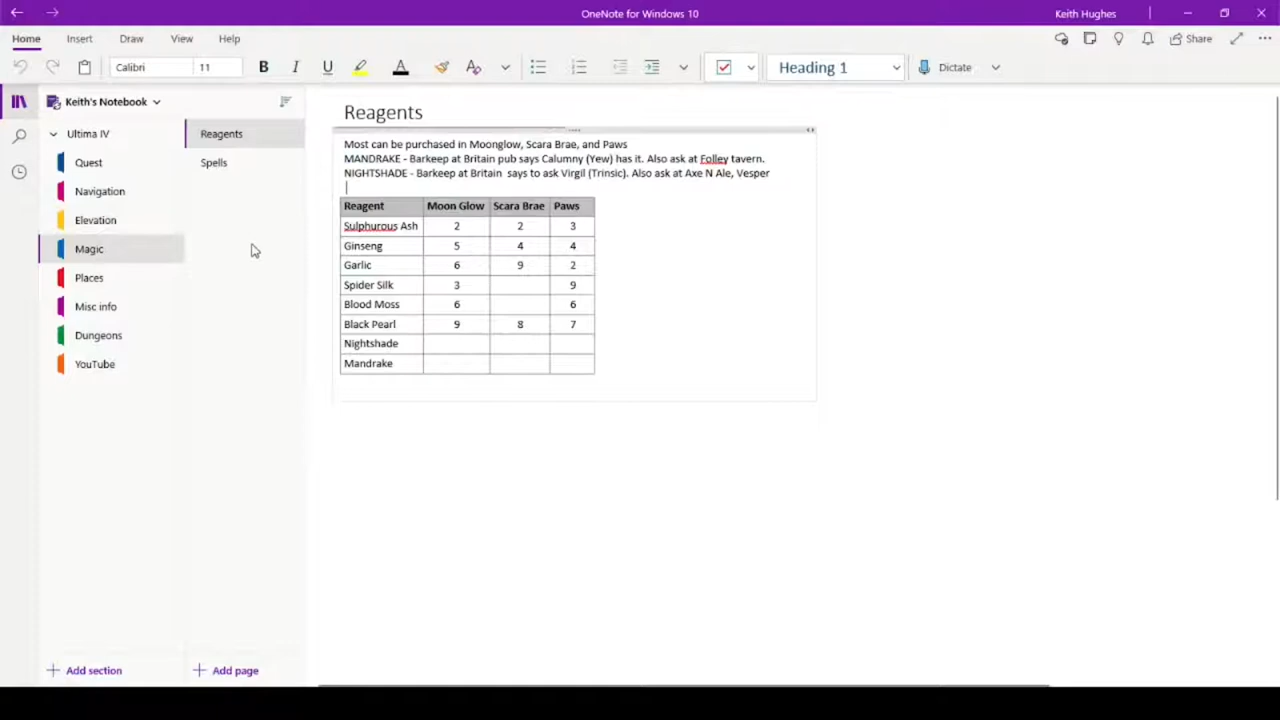 OneNote for Windows 10
Keith Hughes
Home Insert Draw View Help
Share
Calibri 11 B I U A A Heading 1 Dictate
Keith's Notebook
Ultima IV
Quest
Navigation
Elevation
Magic
Places
Misc info
Dungeons
YouTube
Add section
Reagents
Spells
Add page
Reagents
Most can be purchased in Moonglow, Scara Brae, and Paws
MANDRAKE - Barkeep at Britain pub says Calumny (Yew) has it. Also ask at Folley tavern.
NIGHTSHADE - Barkeep at Britain says to ask Virgil (Trinsic). Also ask at Axe N Ale, Vesper
Reagent Moon Glow Scara Brae Paws
Sulphurous Ash 2 2 3
Ginseng 5 4 4
Garlic 6 9 2
Spider Silk 3 9
Blood Moss 6 6
Black Pearl 9 8 7
Nightshade
Mandrake